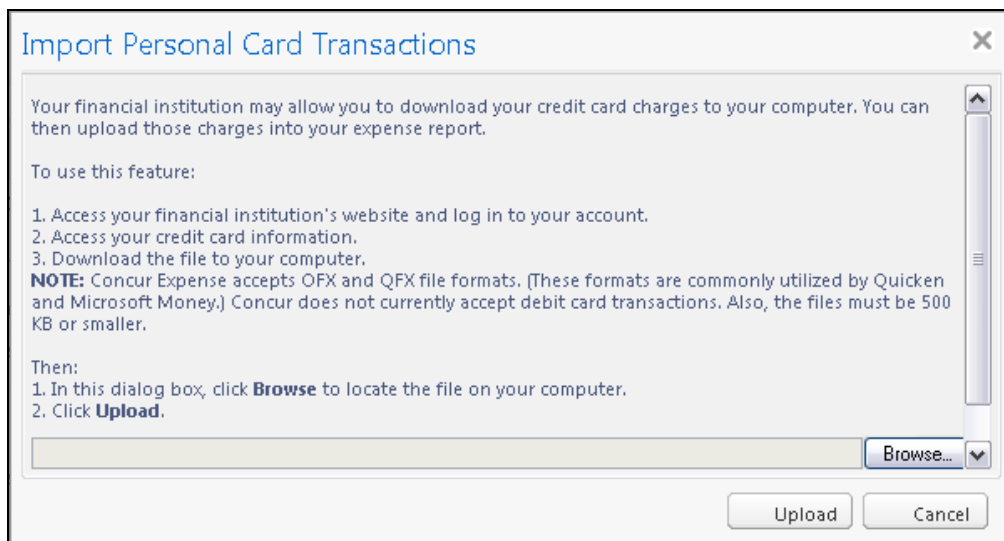 Import Personal Card Transactions
Your financial institution may allow you to download your credit card charges to your computer. You can
then upload those charges into your expense report.
To use this feature:
1. Access your financial institution's website and log in to your account.
2. Access your credit card information.
3. Download the file to your computer.
NOTE: Concur Expense accepts OFX and QFX file formats. (These formats are commonly utilized by Quicken
and Microsoft Money.) Concur does not currently accept debit card transactions. Also, the files must be 500
KB or smaller.
Then:
1. In this dialog box, click Browse to locate the file on your computer.
2. Click Upload.
Browse...
Upload Cancel